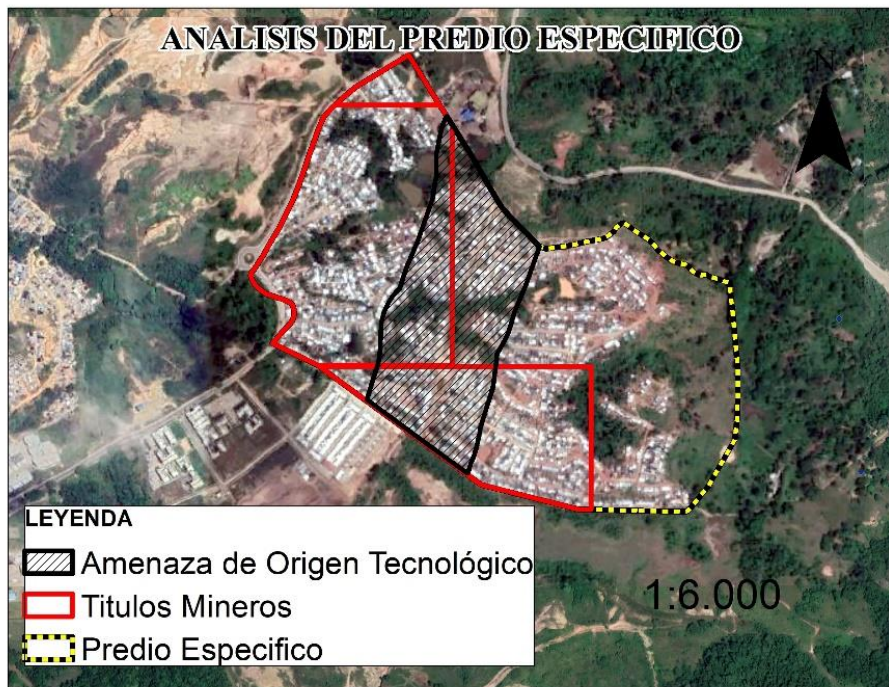 ANALISIS DEL PREDIO ESPECIFICO
N
LEYENDA
Amenaza de Origen Tecnológico
Titulos Mineros
Predio Especifico
1:6.000